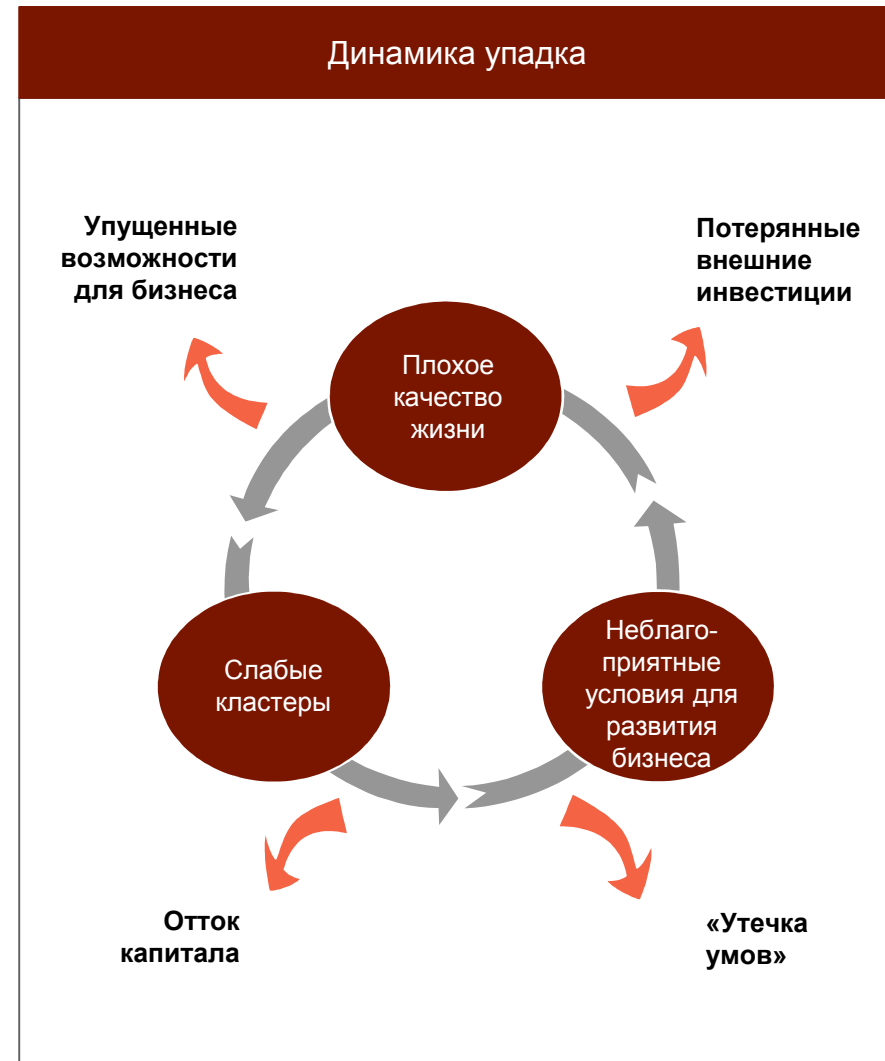 Динамика упадка
Упущенные
возможности
для бизнеса
Потерянные
внешние
инвестиции
Плохое
качество
жизни
Слабые
кластеры
Неблаго-
приятные
условия для
развития
бизнеса
Отток
капитала
«Утечка
умов»